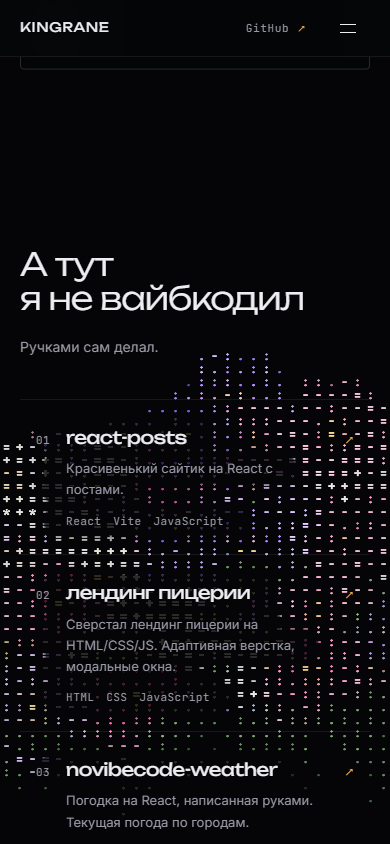 KINGRANE
GitHub ↗
А тут
я не вайбкодил
Ручками сам делал.
01 react-posts ↗
Красивенький сайтик на React с
постами.
React Vite JavaScript
02 лендинг пицерии ↗
Сверстал лендинг пицерии на
HTML/CSS/JS. Адаптивная верстка,
модальные окна.
HTML CSS JavaScript
03 novibecode-weather ↗
Погодка на React, написанная руками.
Текущая погода по городам.